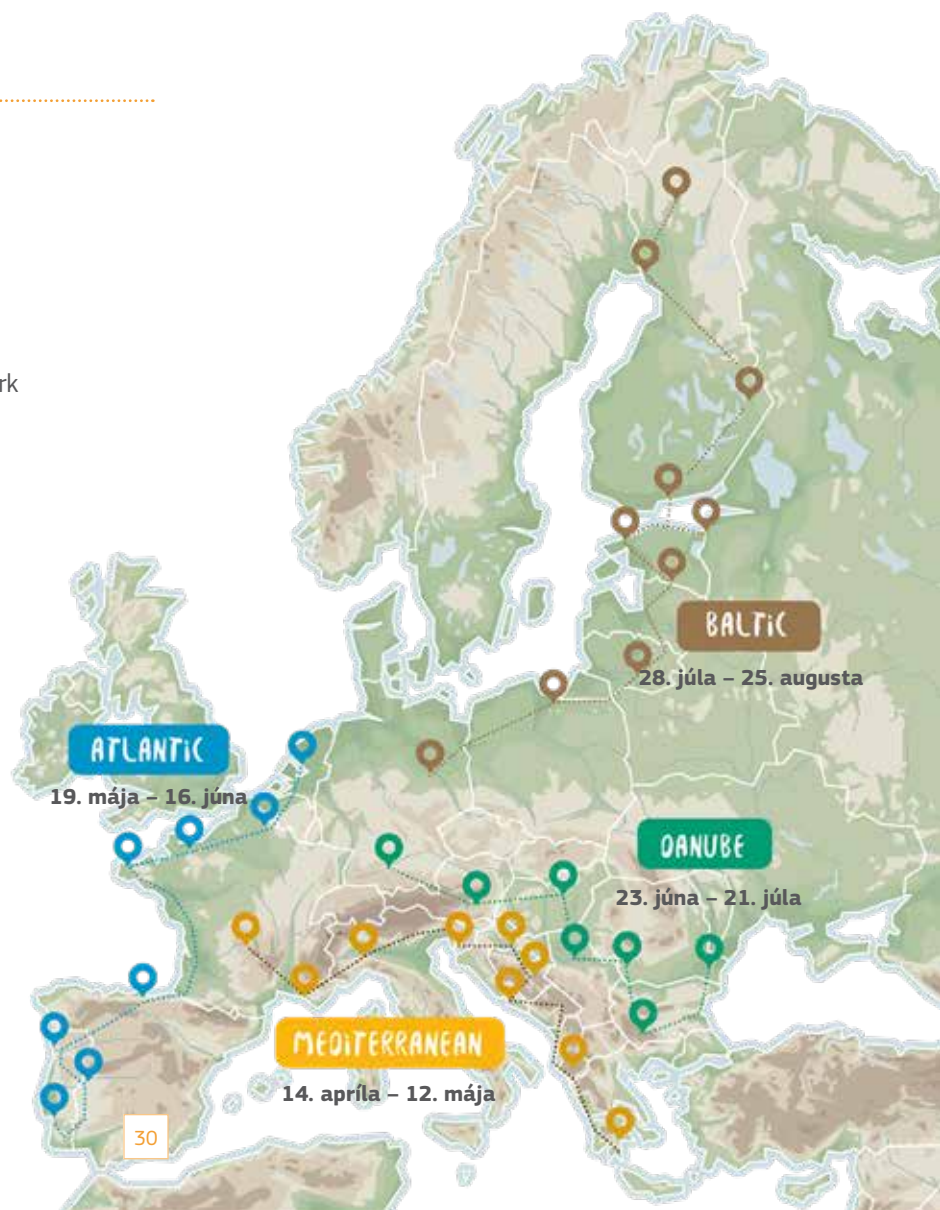 rk
BALTIC
28. júla – 25. augusta
ATLANTIC
19. mája – 16. júna
DANUBE
23. júna – 21. júla
MEDITERRANEAN
14. apríla – 12. mája
30